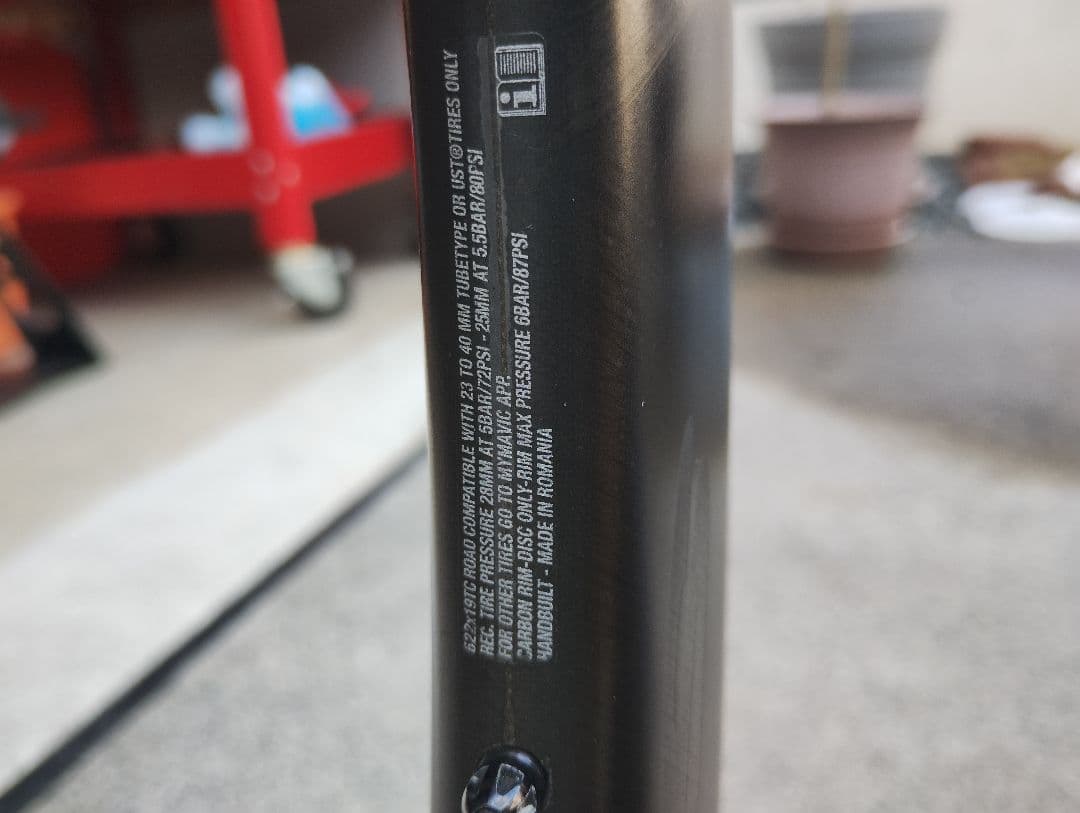 622x19TC ROAD COMPATIBLE WITH 23 TO 40 MM TUBETYPE OR UST®TIRES ONLY
REC. TIRE PRESSURE 28MM AT 5BAR/72PSI - 25MM AT 5.5BAR/80PSI
FOR OTHER TIRES GO TO MYMAVIC APP.
CARBON RIM-DISC ONLY-RIM MAX PRESSURE 6BAR/87PSI
HANDBUILT - MADE IN ROMANIA
i